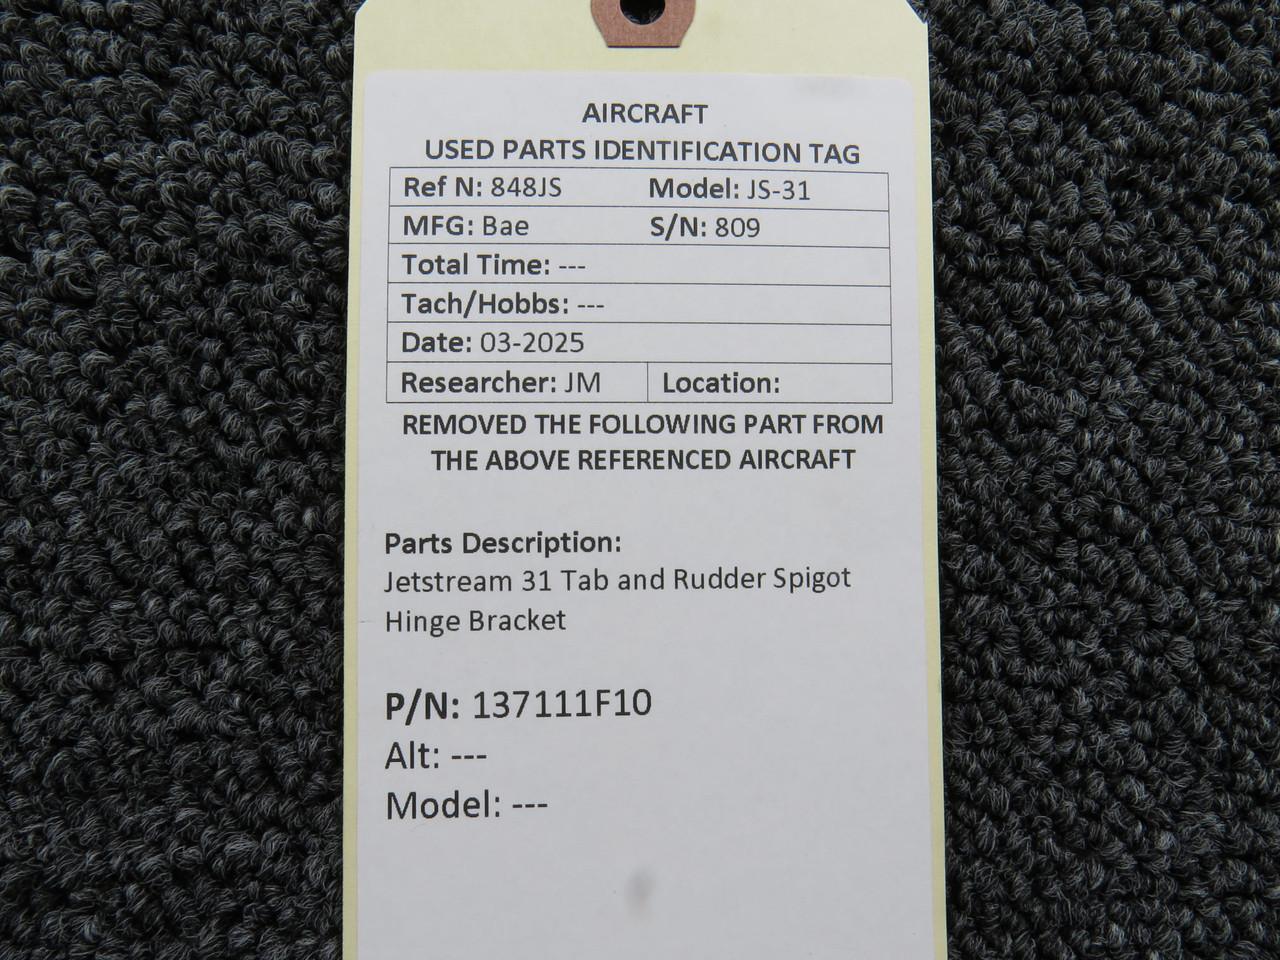 AIRCRAFT
USED PARTS IDENTIFICATION TAG
Ref N: 848JS Model: JS-31
MFG: Bae S/N: 809
Total Time: ---
Tach/Hobbs: ---
Date: 03-2025
Researcher: JM Location:
REMOVED THE FOLLOWING PART FROM
THE ABOVE REFERENCED AIRCRAFT
Parts Description:
Jetstream 31 Tab and Rudder Spigot
Hinge Bracket
P/N: 137111F10
Alt: ---
Model: ---